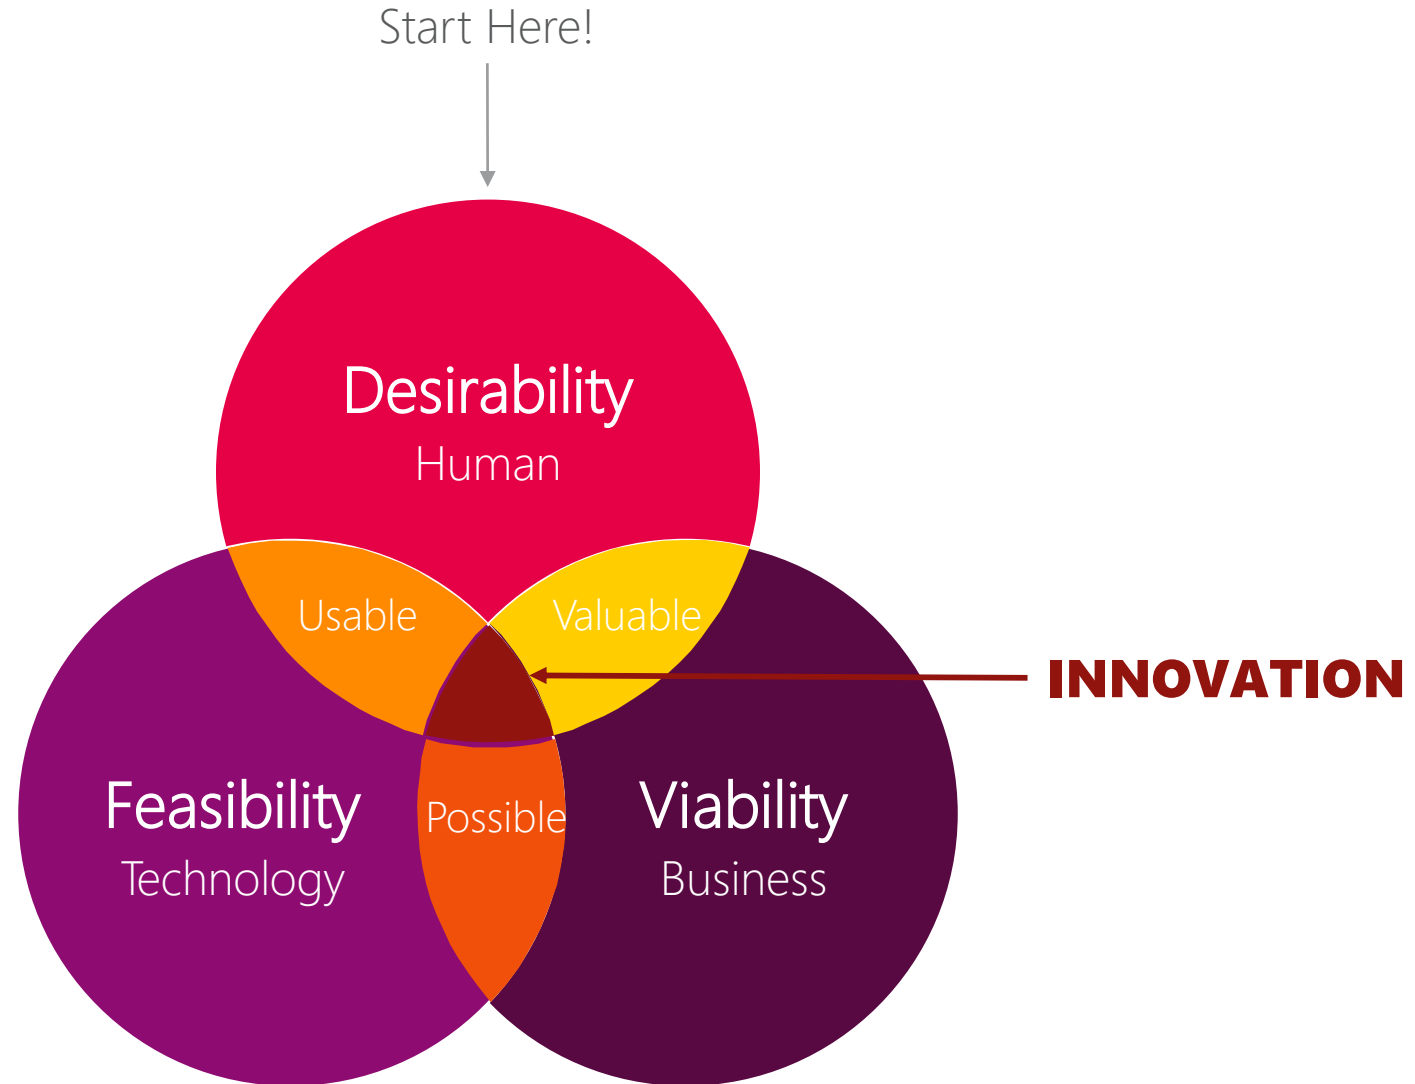 Start Here!
Desirability
Human
Usable
Valuable
INNOVATION
Feasibility
Technology
Possible
Viability
Business